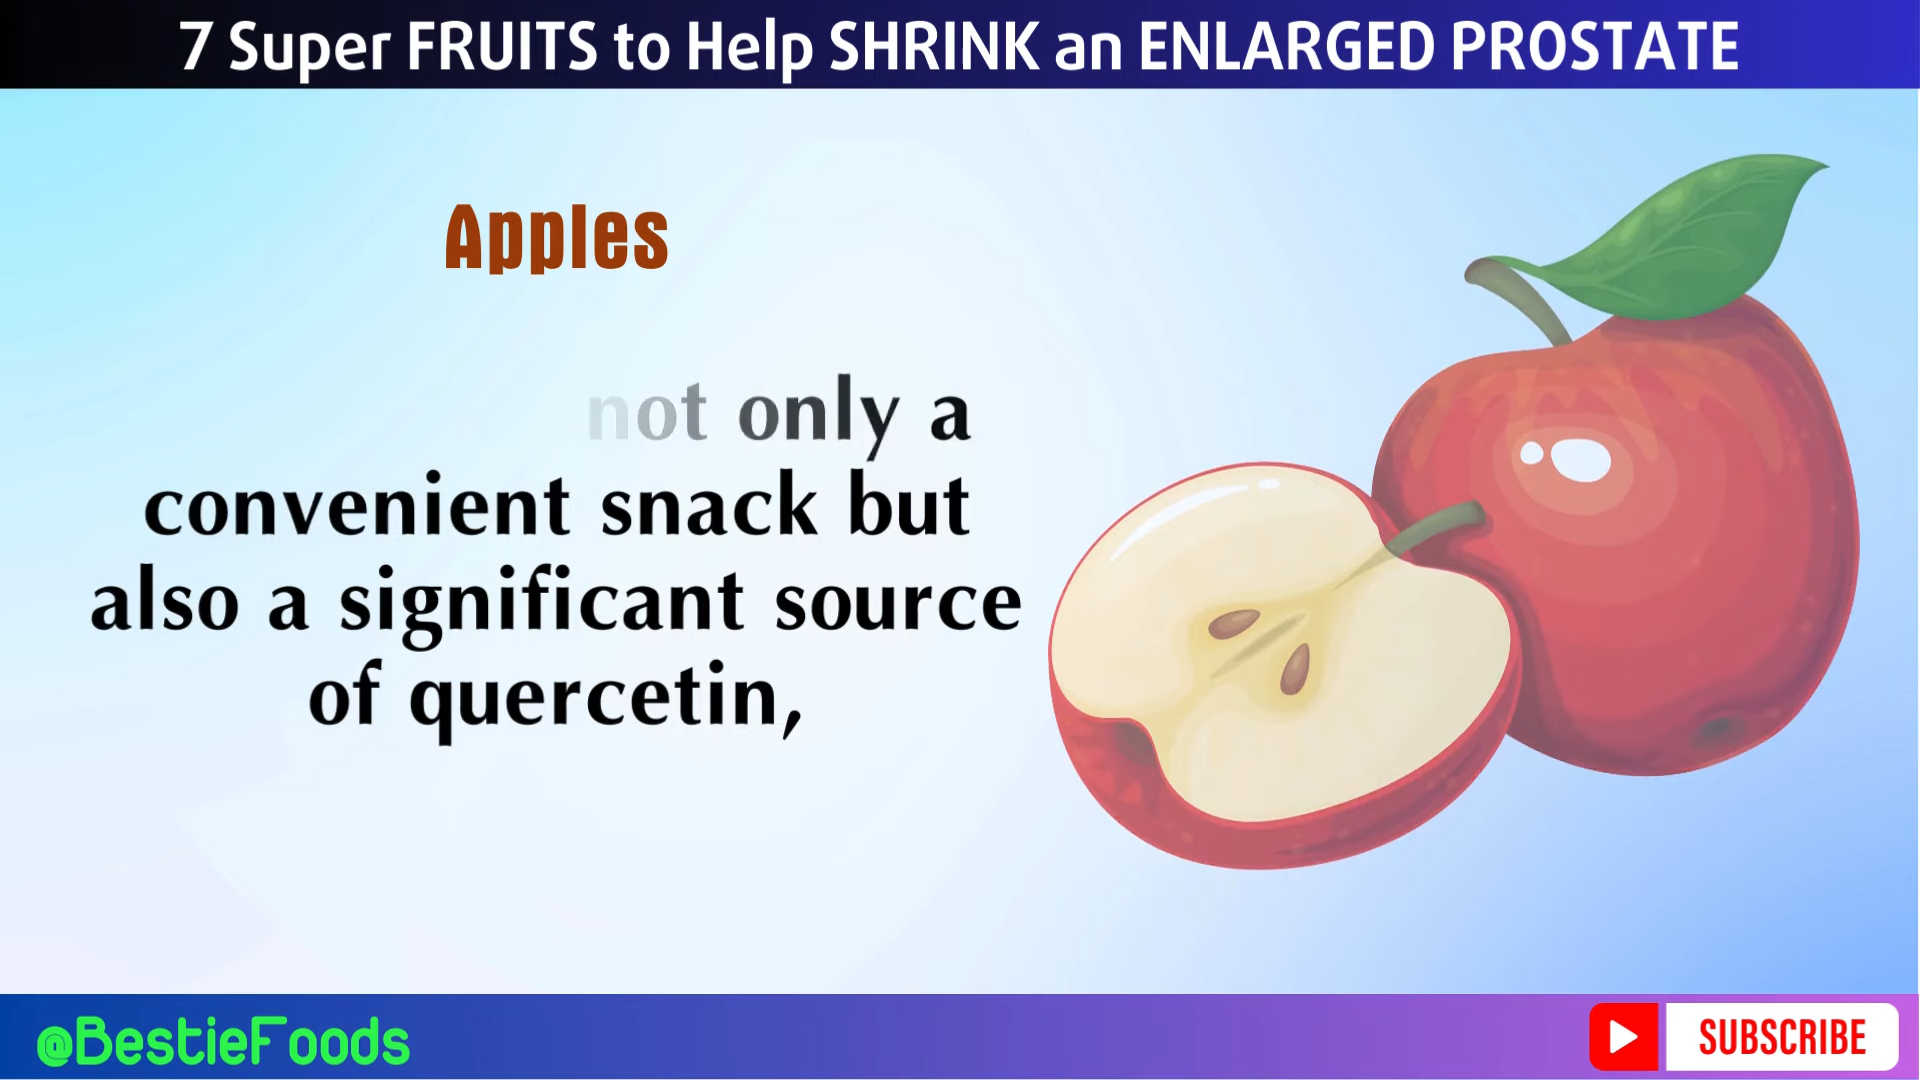 7 Super FRUITS to Help SHRINK an ENLARGED PROSTATE
Apples
not only a
convenient snack but
also a significant source
of quercetin,
@BestieFoods
SUBSCRIBE